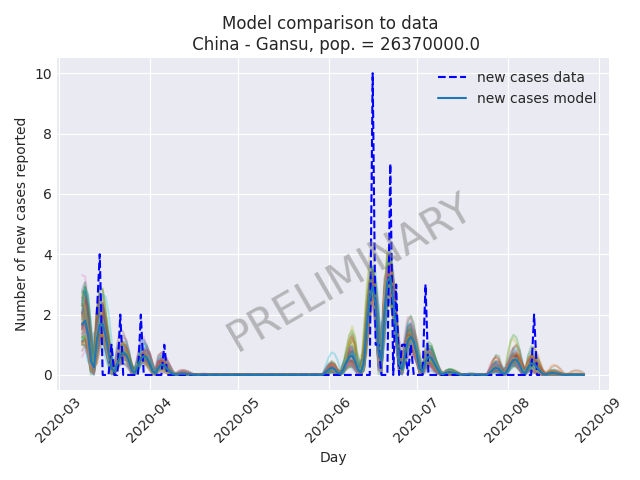 Model comparison to data
China - Gansu, pop. = 26370000.0
new cases data
new cases model
Number of new cases reported
10
8
6
4
2
0
PRELIMINARY
2020-03
2020-04
2020-05
2020-06
2020-07
2020-08
2020-09
Day